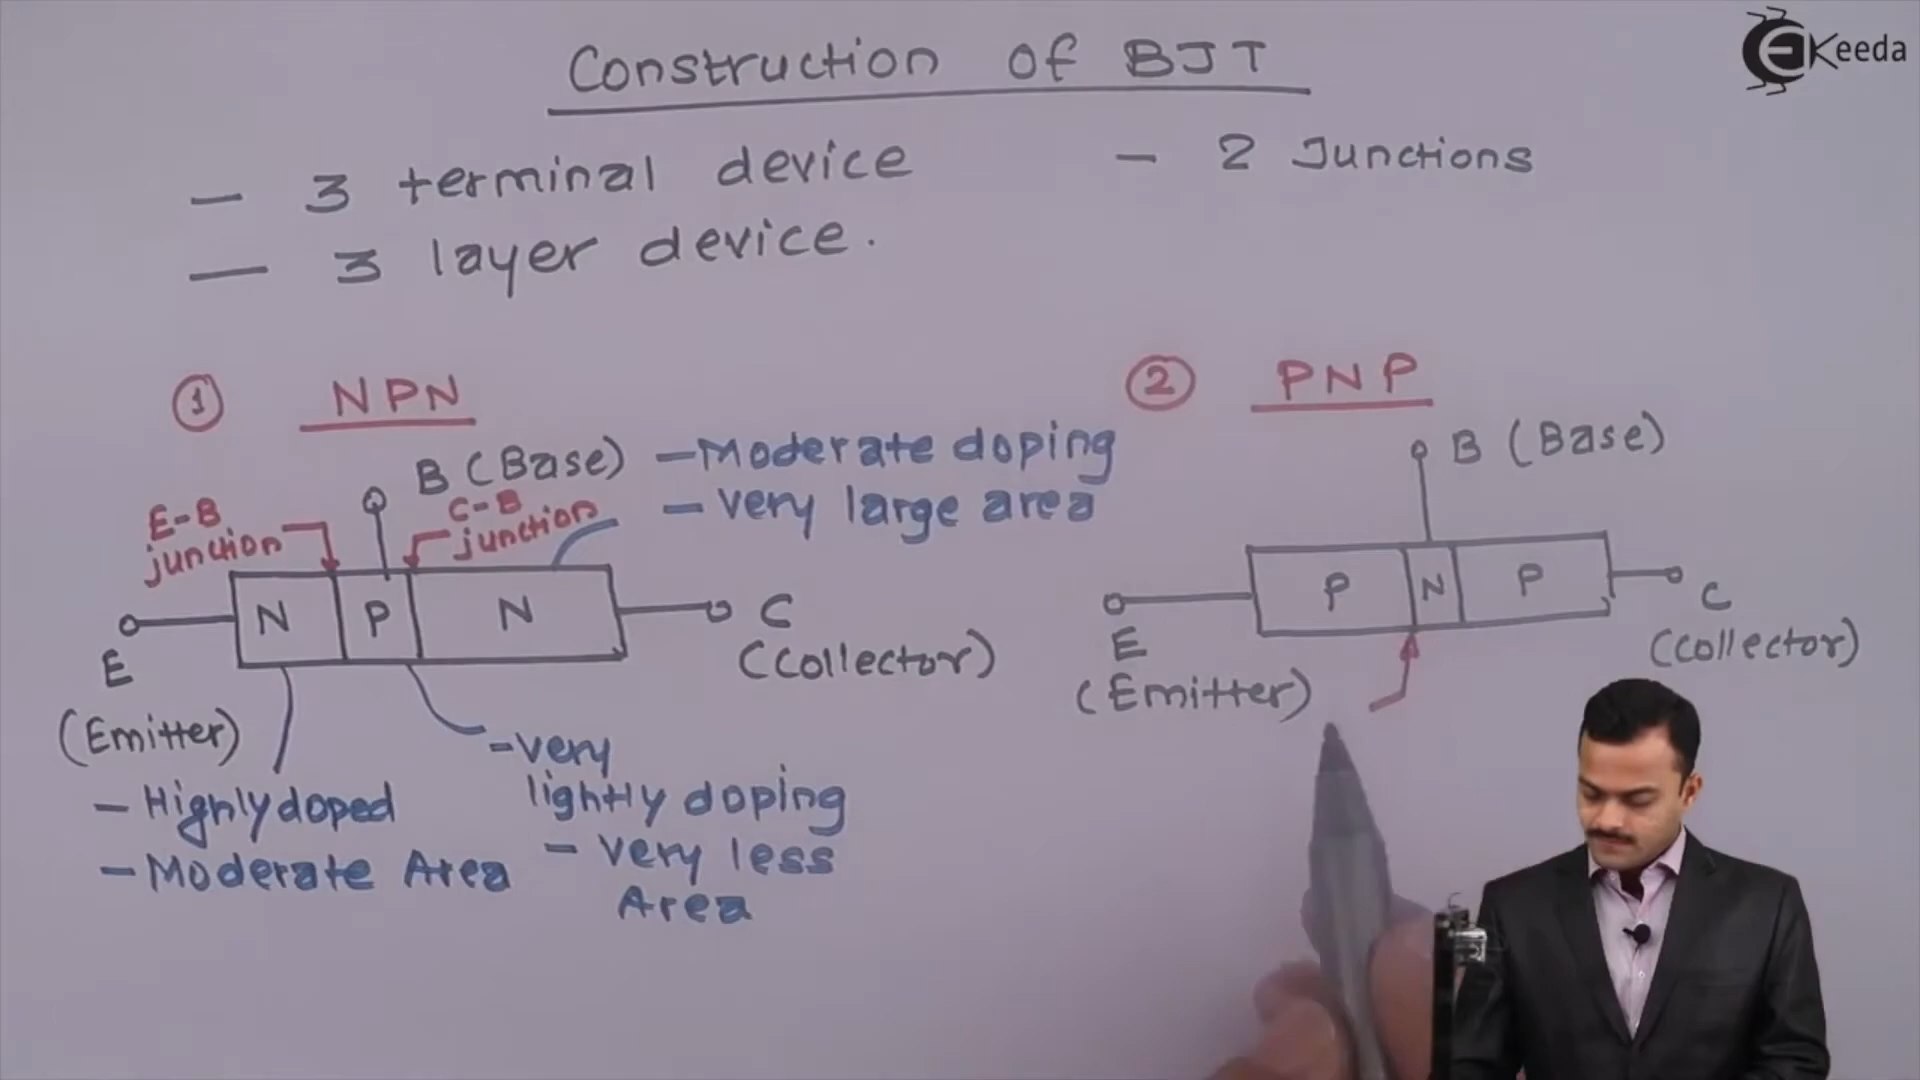 Construction of BJT
EKeeda
- 3 terminal device
- 2 Junctions
- 3 layer device.
1 NPN
B (Base)
- Moderate doping
- very large area
E-B
junction
C-B
junction
N P N
E
(Emitter)
C
(Collector)
- Highly doped
- Moderate Area
- very
lightly doping
- very less
Area
2 PNP
B (Base)
P N P
E
(Emitter)
C
(Collector)